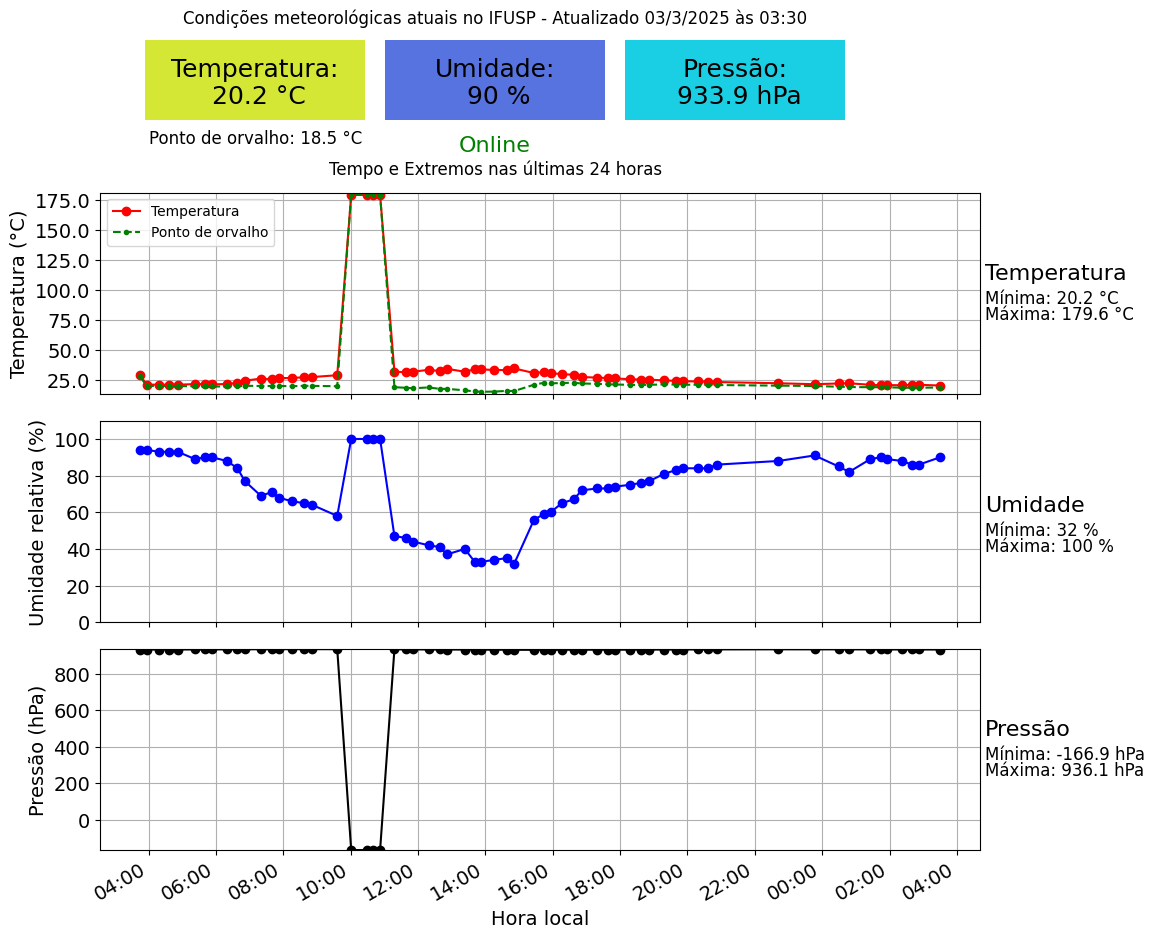 Condições meteorológicas atuais no IFUSP - Atualizado 03/3/2025 às 03:30
Temperatura:
20.2 °C
Umidade:
90 %
Pressão:
933.9 hPa
Ponto de orvalho: 18.5 °C
Online
Tempo e Extremos nas últimas 24 horas
Temperatura (°C)
175.0
150.0
125.0
100.0
75.0
50.0
25.0
Temperatura
Ponto de orvalho
Temperatura
Mínima: 20.2 °C
Máxima: 179.6 °C
Umidade relativa (%)
100
80
60
40
20
0
Umidade
Mínima: 32 %
Máxima: 100 %
Pressão (hPa)
800
600
400
200
0
Pressão
Mínima: -166.9 hPa
Máxima: 936.1 hPa
04:00
06:00
08:00
10:00
12:00
14:00
16:00
18:00
20:00
22:00
00:00
02:00
04:00
Hora local